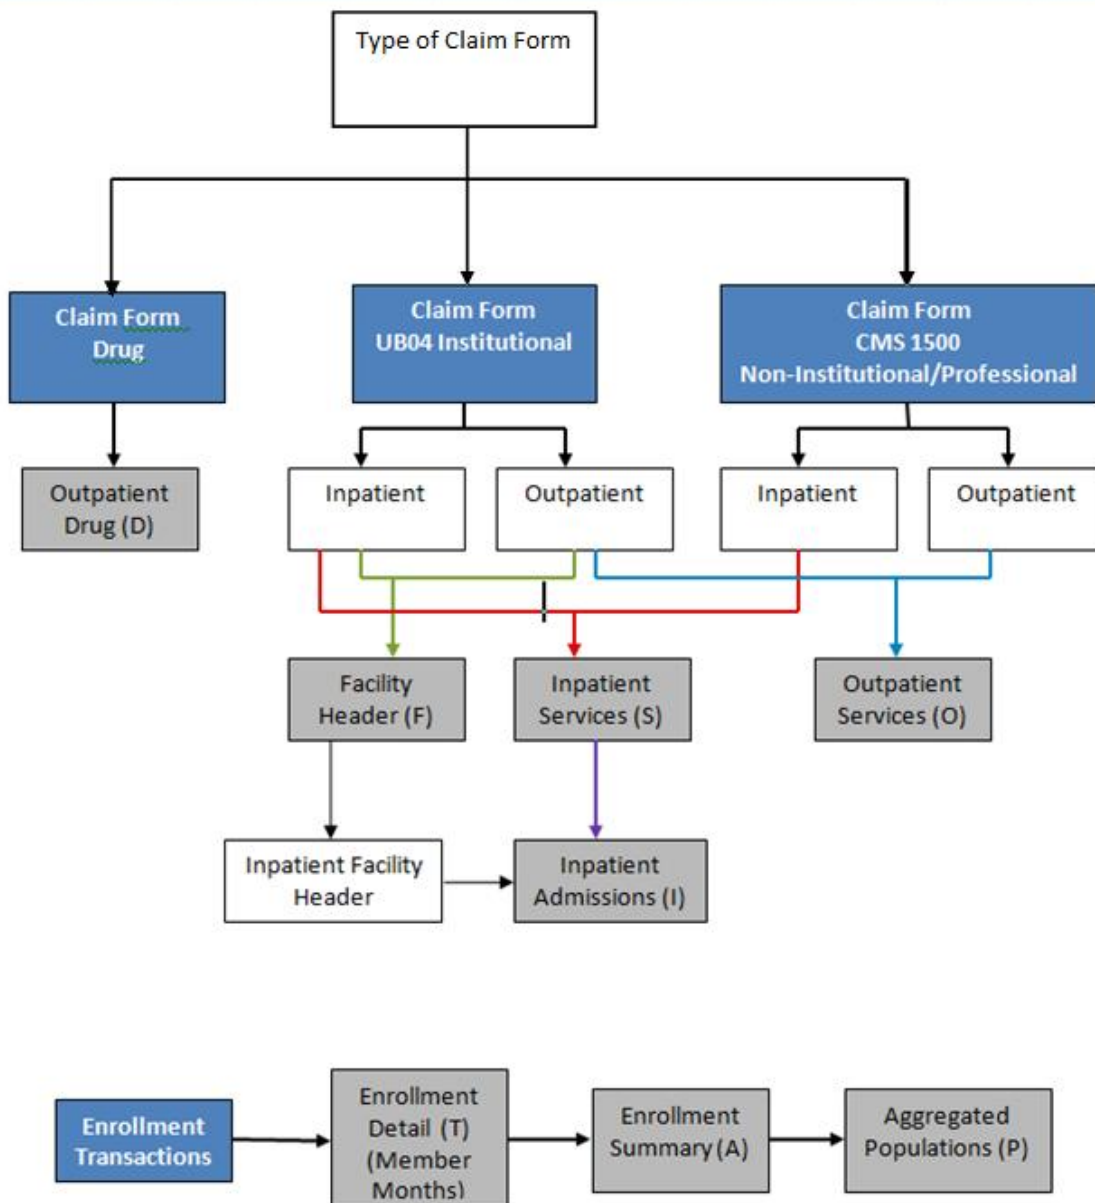 Type of Claim Form
Claim Form
Drug
Claim Form
UB04 Institutional
Claim Form
CMS 1500
Non-Institutional/Professional
Outpatient
Drug (D)
Inpatient
Outpatient
Inpatient
Outpatient
Facility
Header (F)
Inpatient
Services (S)
Outpatient
Services (O)
Inpatient Facility
Header
Inpatient
Admissions (I)
Enrollment
Transactions
Enrollment
Detail (T)
(Member
Months)
Enrollment
Summary (A)
Aggregated
Populations (P)